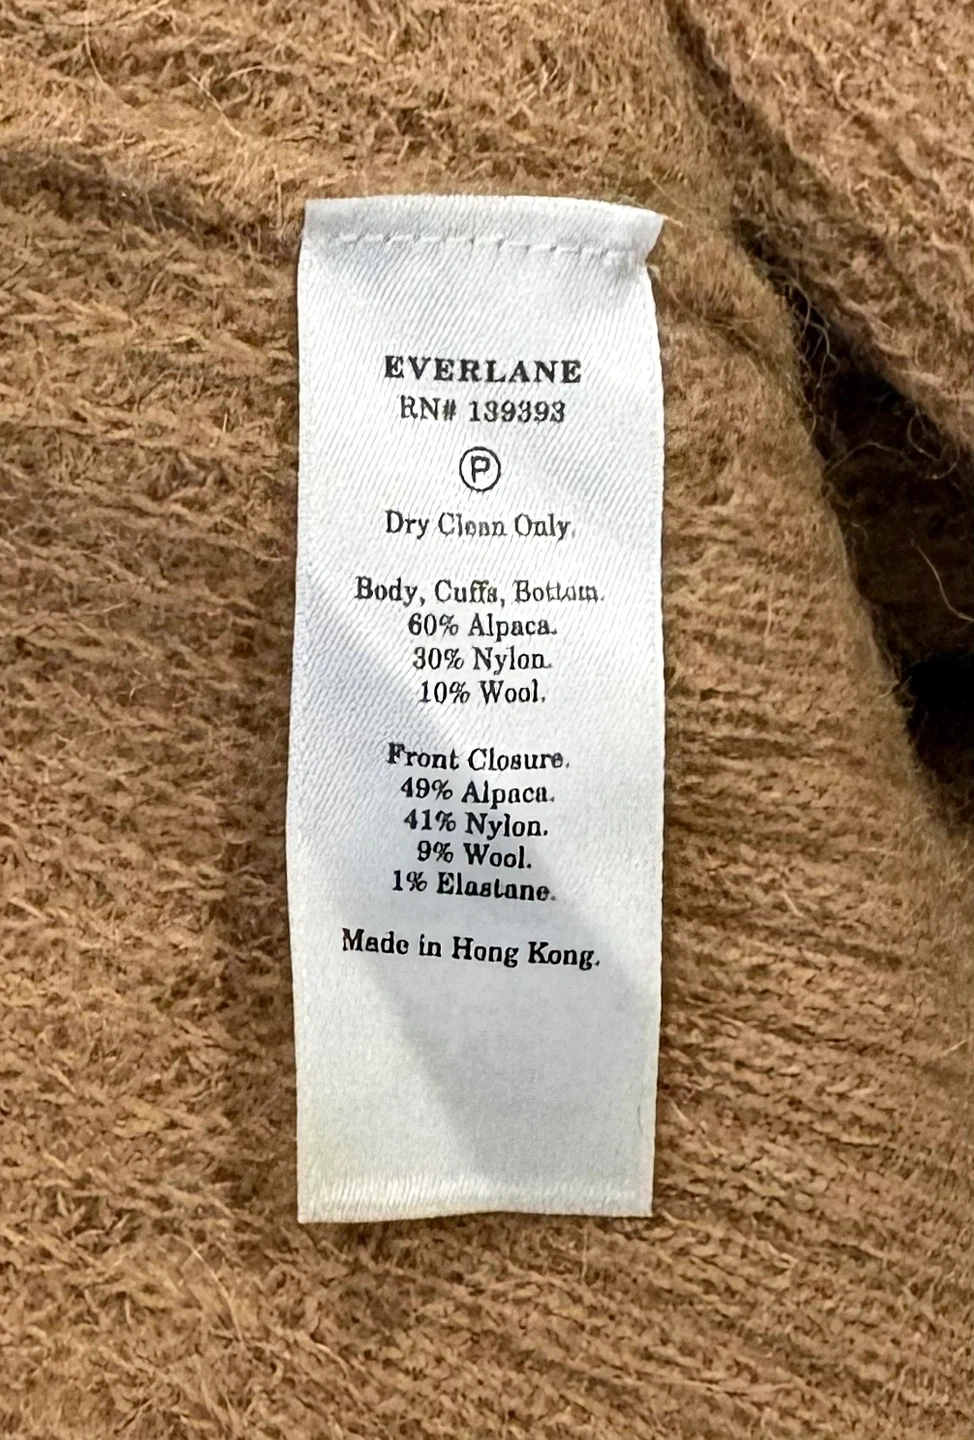 EVERLANE
RN# 139393
P
Dry Clean Only.
Body, Cuffs, Bottom.
60% Alpaca.
30% Nylon.
10% Wool.
Front Closure.
49% Alpaca.
41% Nylon.
9% Wool.
1% Elastane.
Made in Hong Kong.